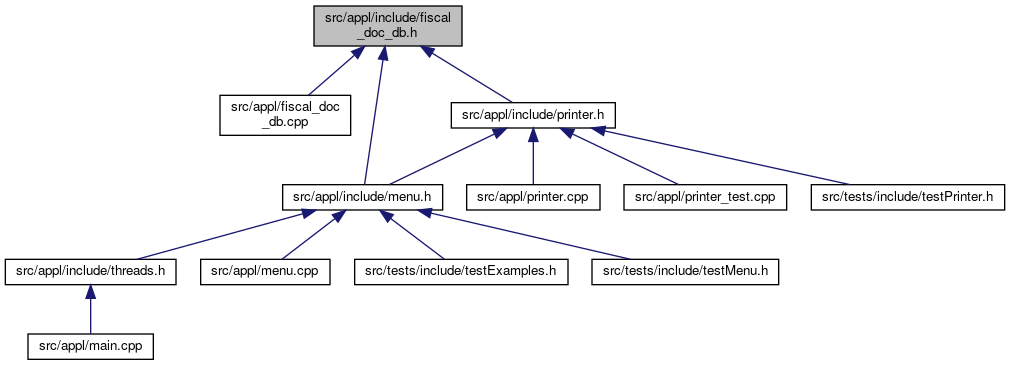 src/appl/include/fiscal
_doc_db.h
src/appl/fiscal_doc
_db.cpp
src/appl/include/printer.h
src/appl/include/menu.h
src/appl/printer.cpp
src/appl/printer_test.cpp
src/tests/include/testPrinter.h
src/appl/include/threads.h
src/appl/menu.cpp
src/tests/include/testExamples.h
src/tests/include/testMenu.h
src/appl/main.cpp